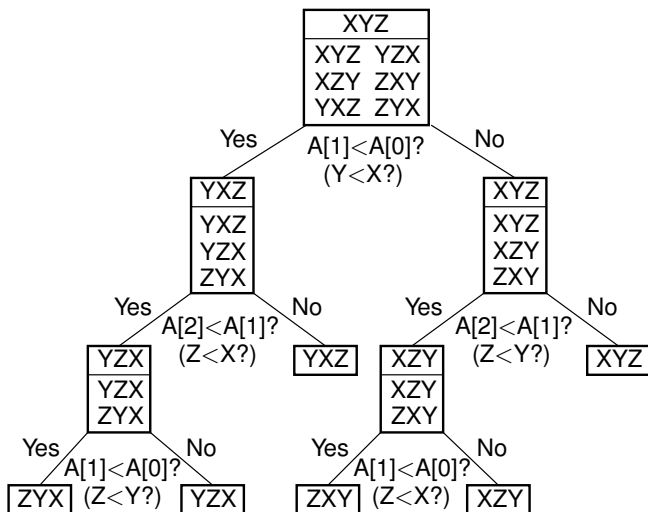 XYZ
XYZ YZX
XZY ZXY
YXZ ZYX
Yes A[1]<A[0]? No
(Y<X?)
YXZ XYZ
YXZ XYZ
YZX XZY
ZYX ZXY
Yes A[2]<A[1]? No Yes A[2]<A[1]? No
(Z<X?) (Z<Y?)
YZX YXZ XZY XYZ
YZX XZY
ZYX ZXY
Yes A[1]<A[0]? No Yes A[1]<A[0]? No
ZYX (Z<Y?) YZX ZXY (Z<X?) XZY